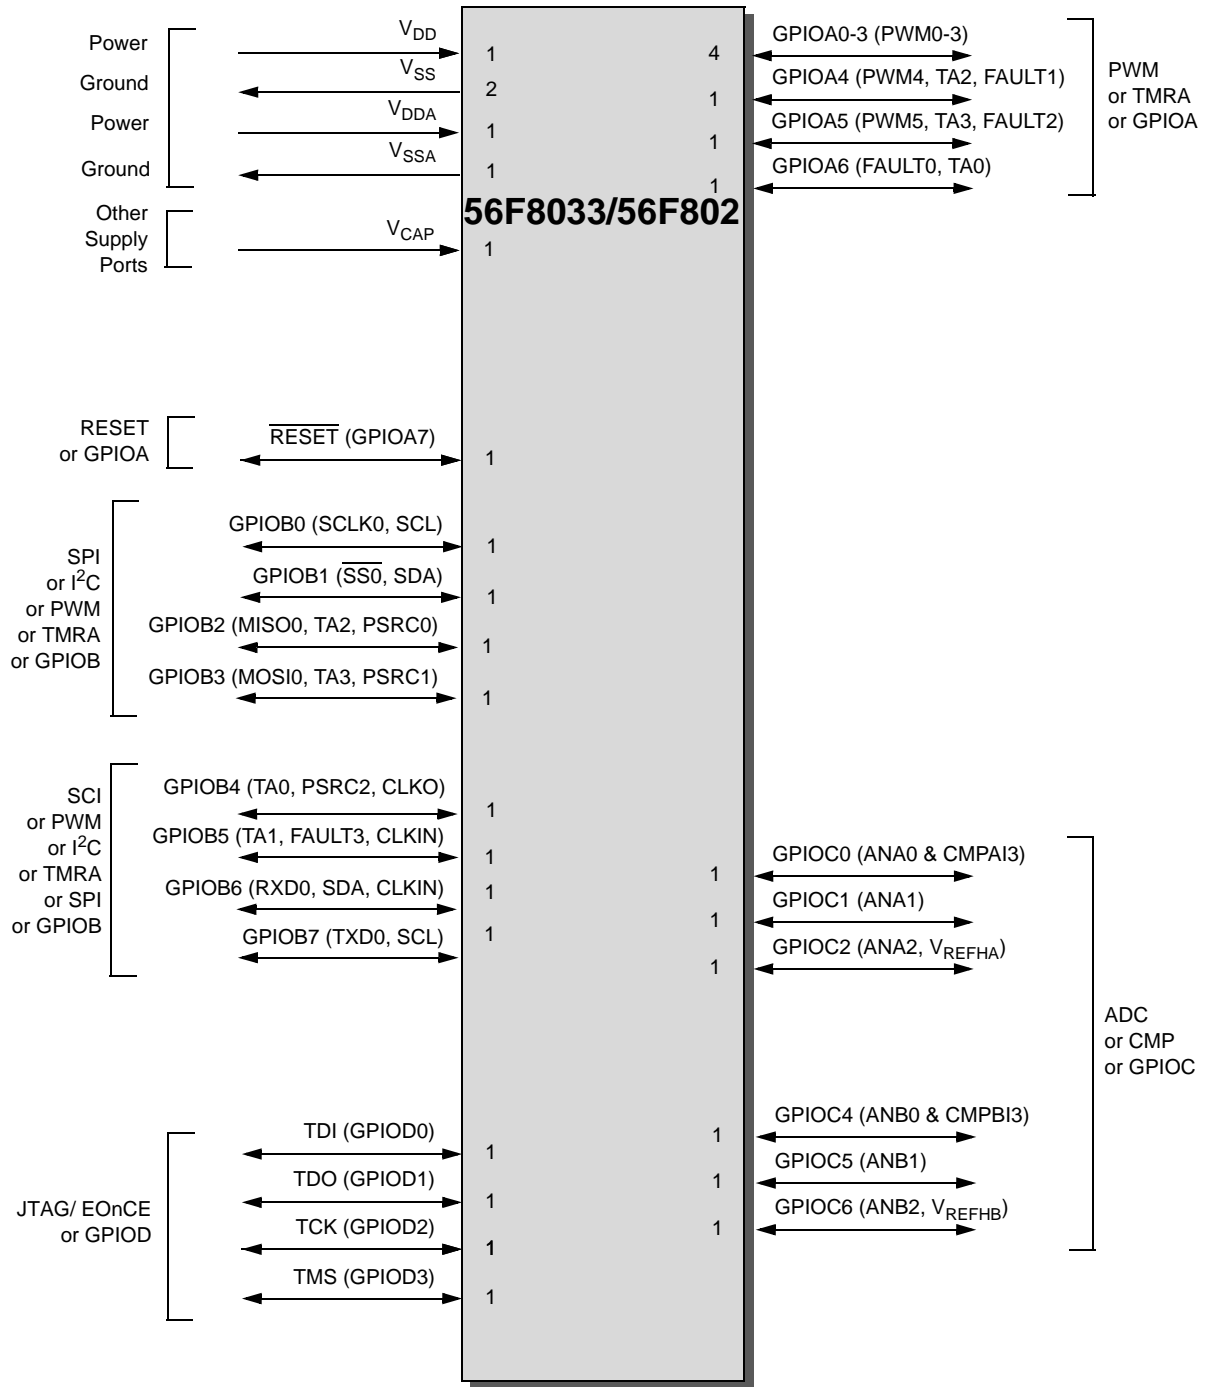 Power
V_DD
1
Ground
V_SS
2
Power
V_DDA
1
Ground
V_SSA
1
Other
Supply
Ports
V_CAP
1
56F8033/56F802
4
GPIOA0-3 (PWM0-3)
1
GPIOA4 (PWM4, TA2, FAULT1)
1
GPIOA5 (PWM5, TA3, FAULT2)
1
GPIOA6 (FAULT0, TA0)
PWM
or TMRA
or GPIOA
RESET
or GPIOA
RESET (GPIOA7)
1
SPI
or I²C
or PWM
or TMRA
or GPIOB
GPIOB0 (SCLK0, SCL)
1
GPIOB1 (SS0, SDA)
1
GPIOB2 (MISO0, TA2, PSRC0)
1
GPIOB3 (MOSI0, TA3, PSRC1)
1
SCI
or PWM
or I²C
or TMRA
or SPI
or GPIOB
GPIOB4 (TA0, PSRC2, CLKO)
1
GPIOB5 (TA1, FAULT3, CLKIN)
1
GPIOB6 (RXD0, SDA, CLKIN)
1
GPIOB7 (TXD0, SCL)
1
1
GPIOC0 (ANA0 & CMPAI3)
1
GPIOC1 (ANA1)
1
GPIOC2 (ANA2, V_REFHA)
ADC
or CMP
or GPIOC
1
GPIOC4 (ANB0 & CMPBI3)
1
GPIOC5 (ANB1)
1
GPIOC6 (ANB2, V_REFHB)
JTAG/ EOnCE
or GPIOD
TDI (GPIOD0)
1
TDO (GPIOD1)
1
TCK (GPIOD2)
1
TMS (GPIOD3)
1